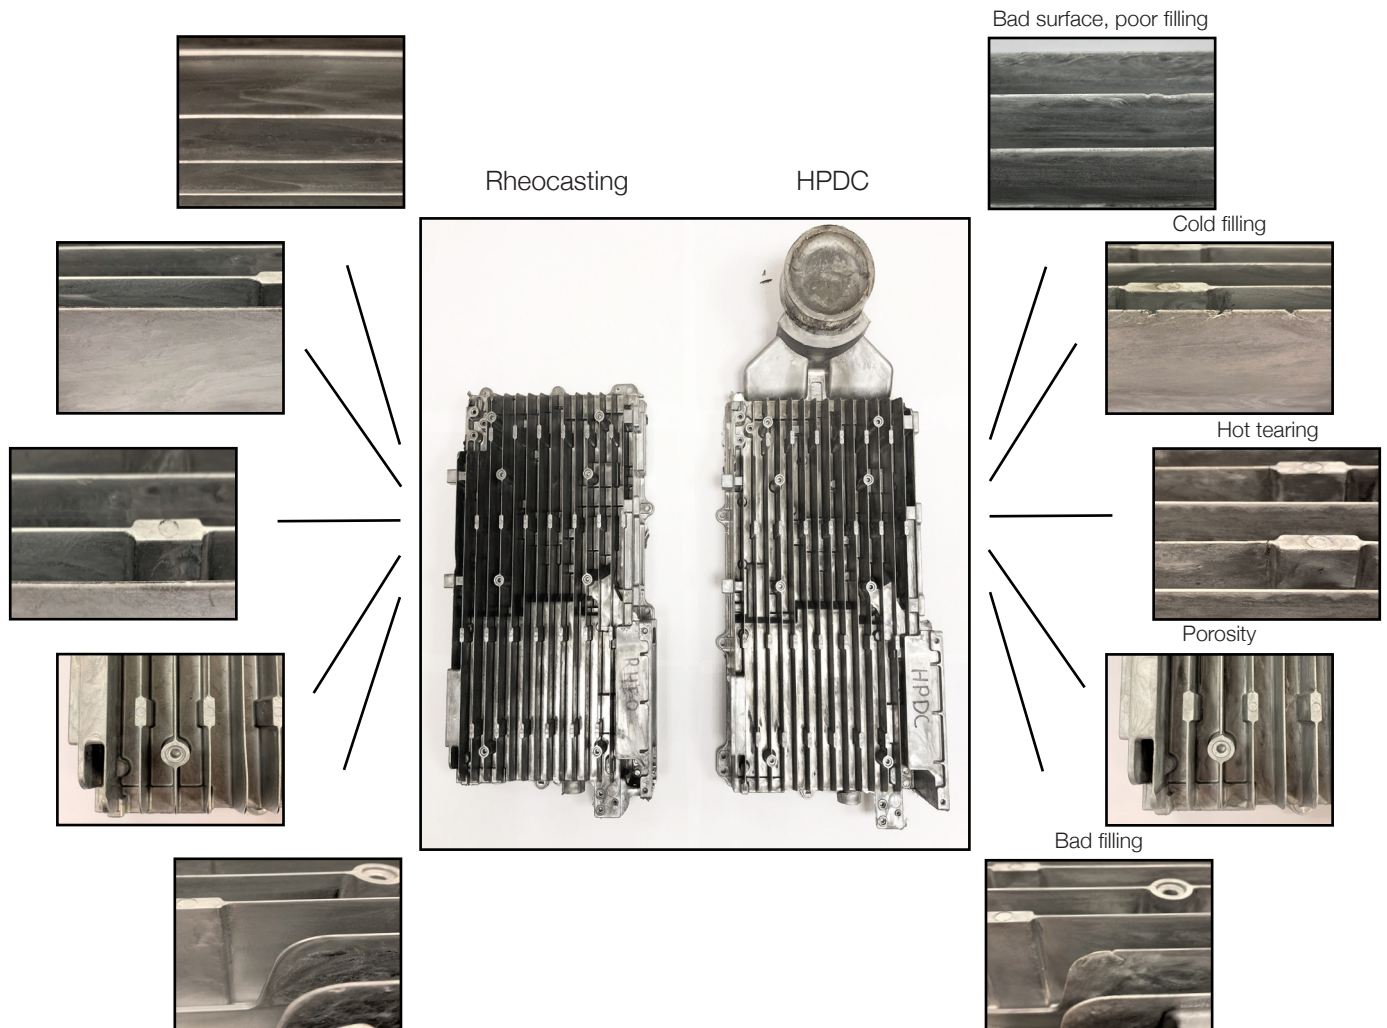 Bad surface, poor filling
Rheocasting
HPDC
Cold filling
Hot tearing
Porosity
RHEO
HPDC
Bad filling